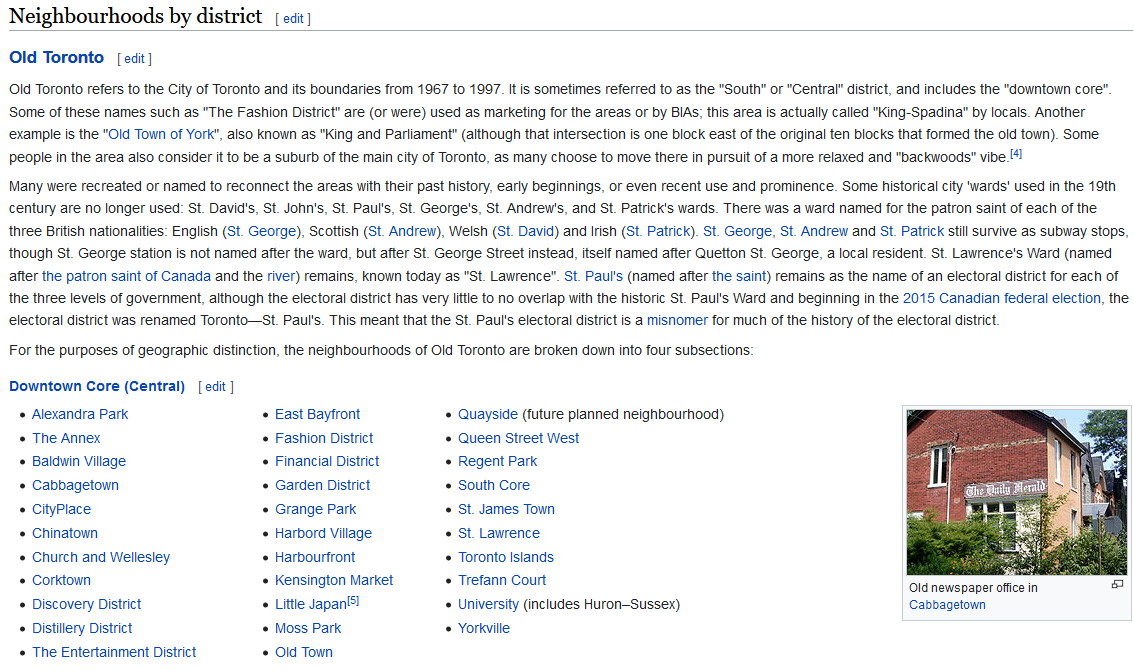 Neighbourhoods by district [ edit ]
Old Toronto [ edit ]
Old Toronto refers to the City of Toronto and its boundaries from 1967 to 1997. It is sometimes referred to as the "South" or "Central" district, and includes the "downtown core".
Some of these names such as "The Fashion District" are (or were) used as marketing for the areas or by BIAs; this area is actually called "King-Spadina" by locals. Another
example is the "Old Town of York", also known as "King and Parliament" (although that intersection is one block east of the original ten blocks that formed the old town). Some
people in the area also consider it to be a suburb of the main city of Toronto, as many choose to move there in pursuit of a more relaxed and "backwoods" vibe.[4]
Many were recreated or named to reconnect the areas with their past history, early beginnings, or even recent use and prominence. Some historical city 'wards' used in the 19th
century are no longer used: St. David's, St. John's, St. Paul's, St. George's, St. Andrew's, and St. Patrick's wards. There was a ward named for the patron saint of each of the
three British nationalities: English (St. George), Scottish (St. Andrew), Welsh (St. David) and Irish (St. Patrick). St. George, St. Andrew and St. Patrick still survive as subway stops,
though St. George station is not named after the ward, but after St. George Street instead, itself named after Quetton St. George, a local resident. St. Lawrence's Ward (named
after the patron saint of Canada and the river) remains, known today as "St. Lawrence". St. Paul's (named after the saint) remains as the name of an electoral district for each of
the three levels of government, although the electoral district has very little to no overlap with the historic St. Paul's Ward and beginning in the 2015 Canadian federal election, the
electoral district was renamed Toronto—St. Paul's. This meant that the St. Paul's electoral district is a misnomer for much of the history of the electoral district.
For the purposes of geographic distinction, the neighbourhoods of Old Toronto are broken down into four subsections:
Downtown Core (Central) [ edit ]
• Alexandra Park
• The Annex
• Baldwin Village
• Cabbagetown
• CityPlace
• Chinatown
• Church and Wellesley
• Corktown
• Discovery District
• Distillery District
• The Entertainment District
• East Bayfront
• Fashion District
• Financial District
• Garden District
• Grange Park
• Harbord Village
• Harbourfront
• Kensington Market
• Little Japan[5]
• Moss Park
• Old Town
• Quayside (future planned neighbourhood)
• Queen Street West
• Regent Park
• South Core
• St. James Town
• St. Lawrence
• Toronto Islands
• Trefann Court
• University (includes Huron–Sussex)
• Yorkville
The Daily Herald
Old newspaper office in
Cabbagetown